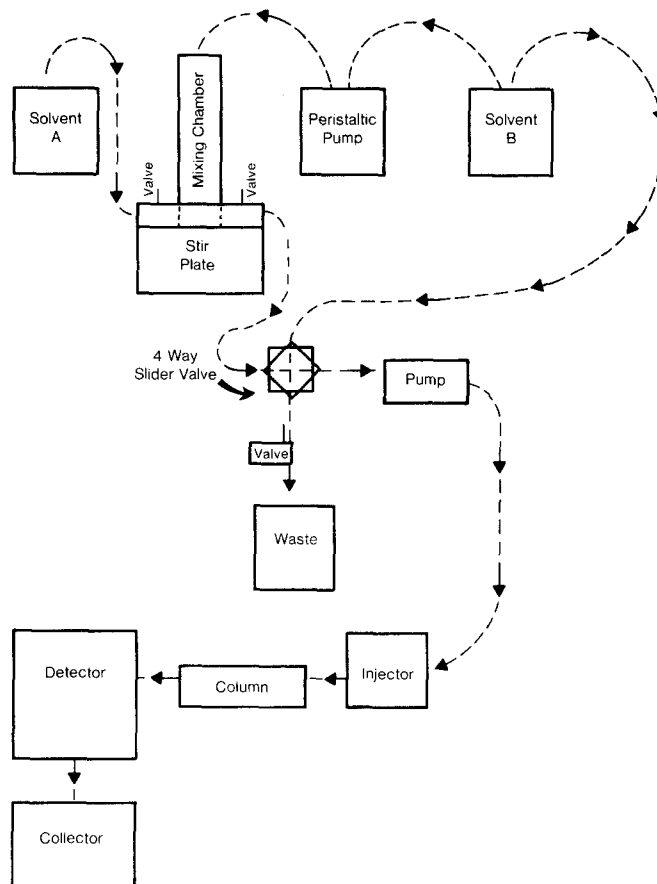 Solvent
A
Mixing Chamber
Peristaltic
Pump
Solvent
B
Valve
Valve
Stir
Plate
4 Way
Slider Valve
Pump
Valve
Waste
Detector
Column
Injector
Collector